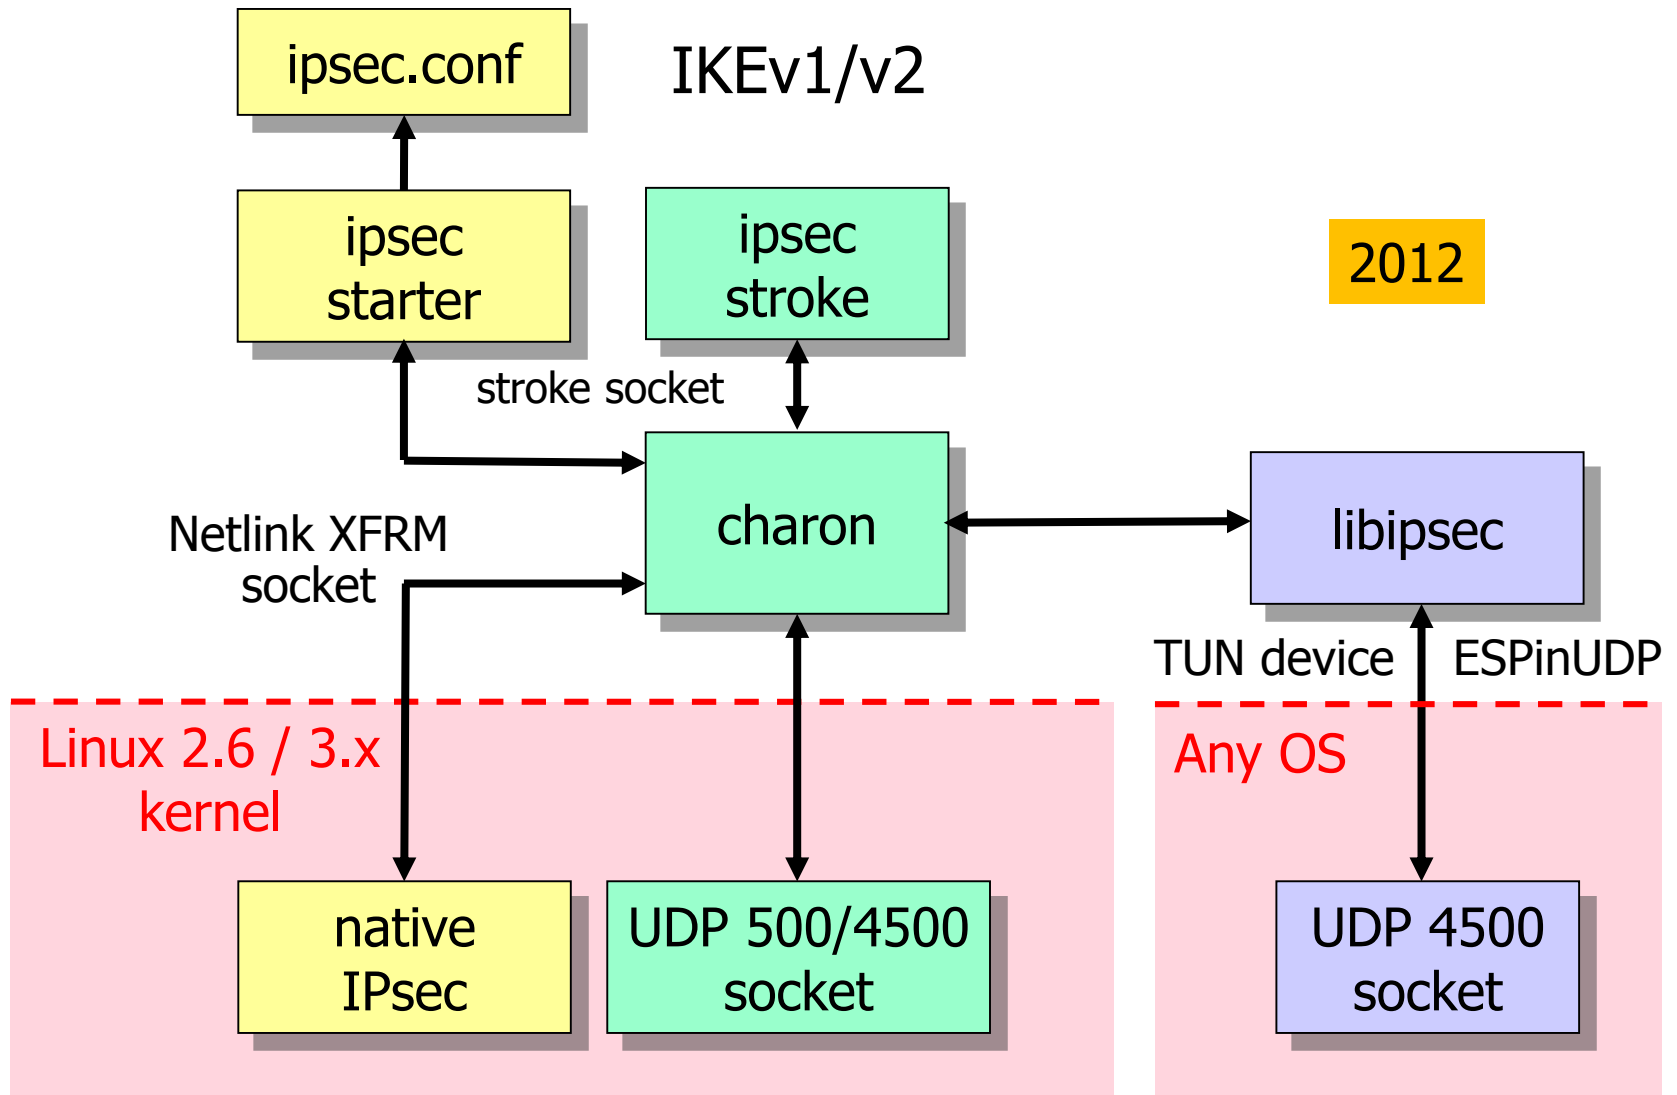 ipsec.conf
IKEv1/v2
ipsec
starter
ipsec
stroke
2012
stroke socket
charon
libipsec
Netlink XFRM
socket
TUN device
ESPinUDP
Linux 2.6 / 3.x
kernel
Any OS
native
IPsec
UDP 500/4500
socket
UDP 4500
socket